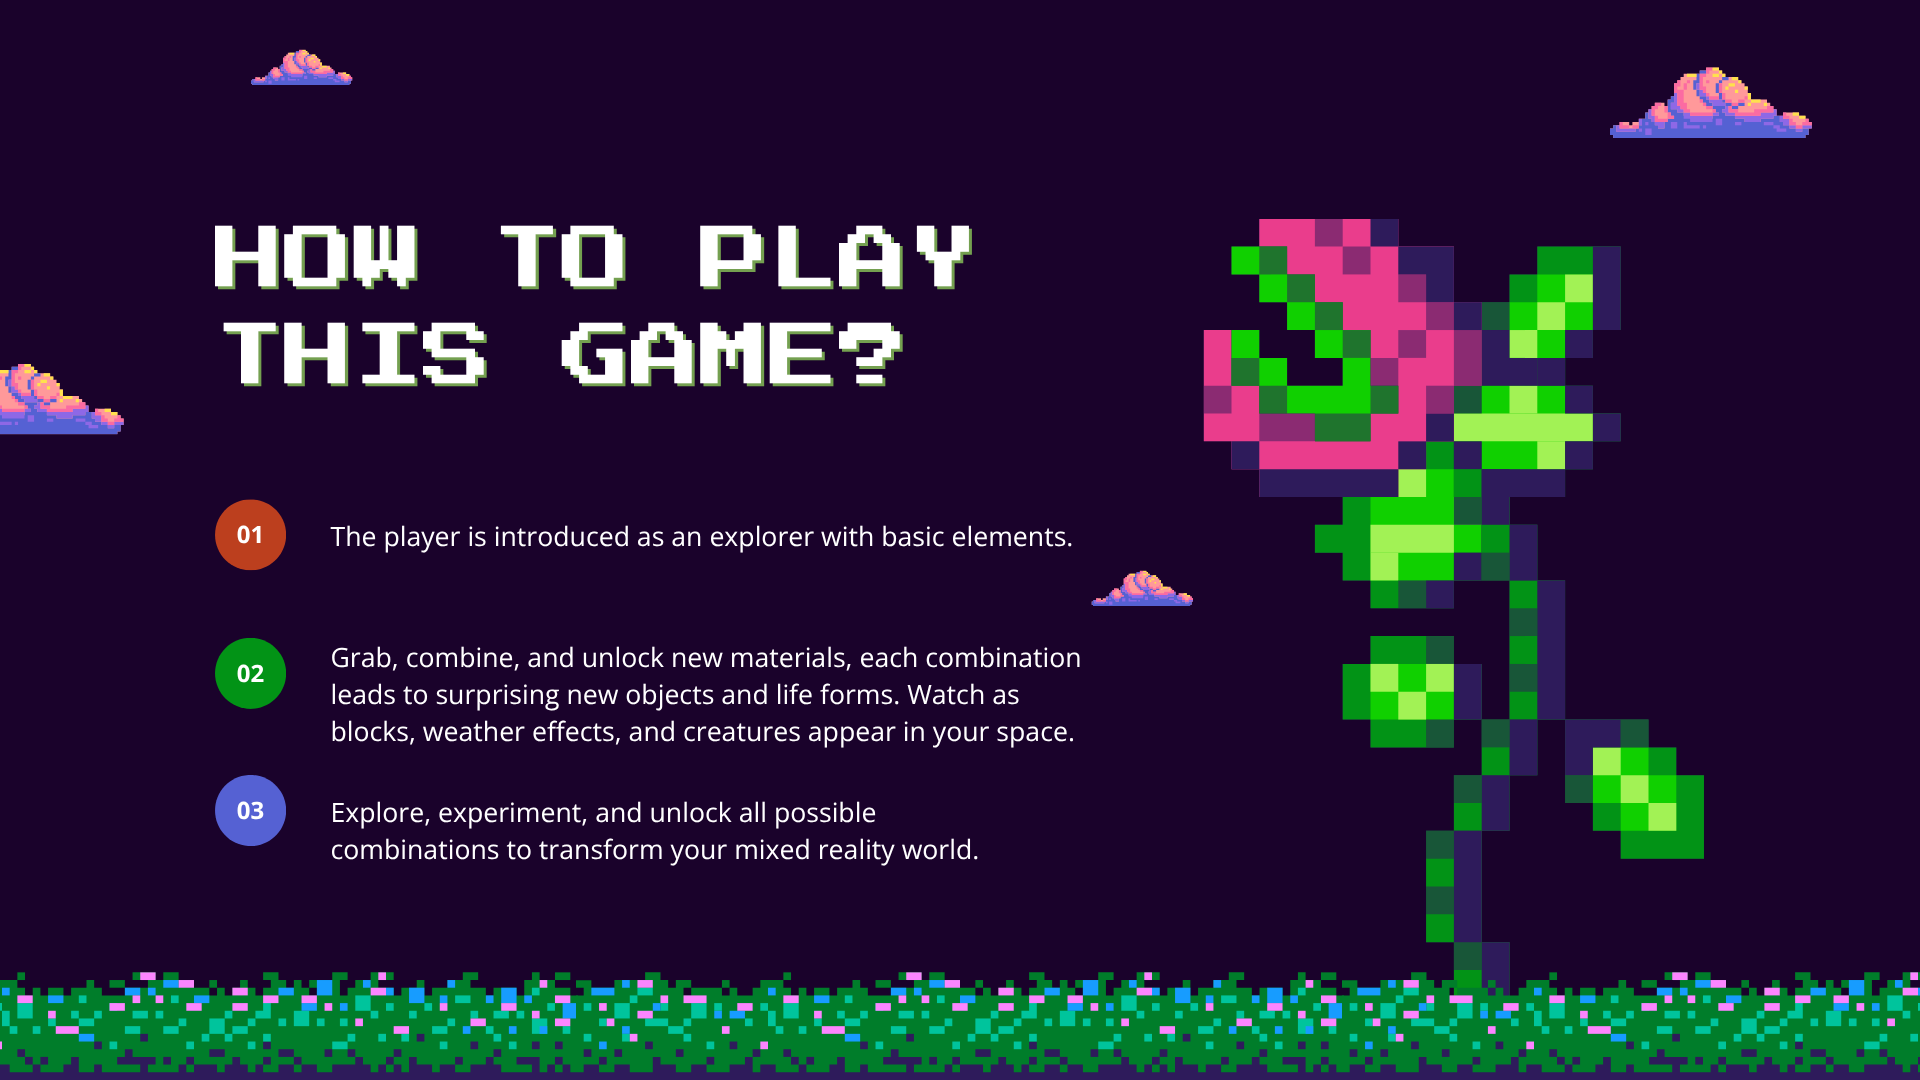 HOW TO PLAY
THIS GAME?
01
The player is introduced as an explorer with basic elements.
02
Grab, combine, and unlock new materials, each combination
leads to surprising new objects and life forms. Watch as
blocks, weather effects, and creatures appear in your space.
03
Explore, experiment, and unlock all possible
combinations to transform your mixed reality world.